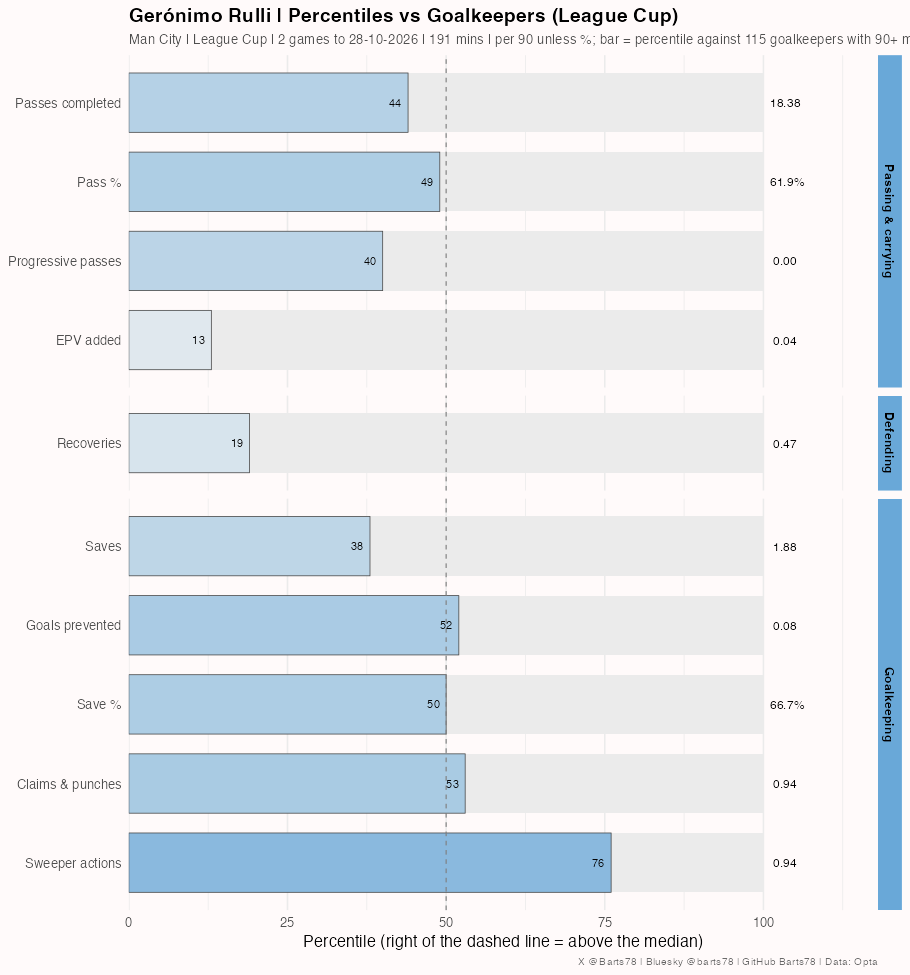 Gerónimo Rulli | Percentiles vs Goalkeepers (League Cup)
Man City | League Cup | 2 games to 28-10-2026 | 191 mins | per 90 unless %; bar = percentile against 115 goalkeepers with 90+ m
Passes completed 44 18.38
Pass % 49 61.9%
Progressive passes 40 0.00
EPV added 13 0.04
Passing & carrying
Recoveries 19 0.47
Defending
Saves 38 1.88
Goals prevented 52 0.08
Save % 50 66.7%
Claims & punches 53 0.94
Sweeper actions 76 0.94
Goalkeeping
0 25 50 75 100
Percentile (right of the dashed line = above the median)
X @Barts78 | Bluesky @barts78 | GitHub Barts78 | Data: Opta